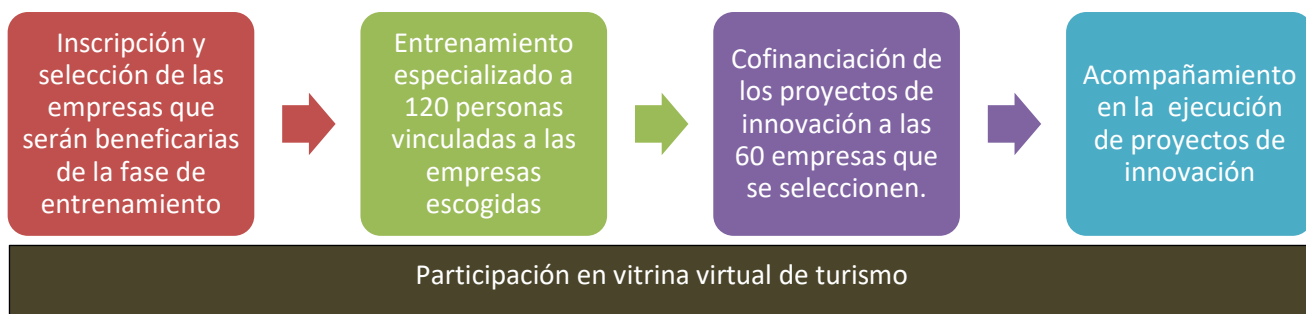 Inscripción y
selección de las
empresas que
serán beneficarias
de la fase de
entrenamiento
Entrenamiento
especializado a
120 personas
vinculadas a las
empresas
escogidas
Cofinanciación de
los proyectos de
innovación a las
60 empresas que
se seleccionen.
Acompañamiento
en la ejecución
de proyectos de
innovación
Participación en vitrina virtual de turismo